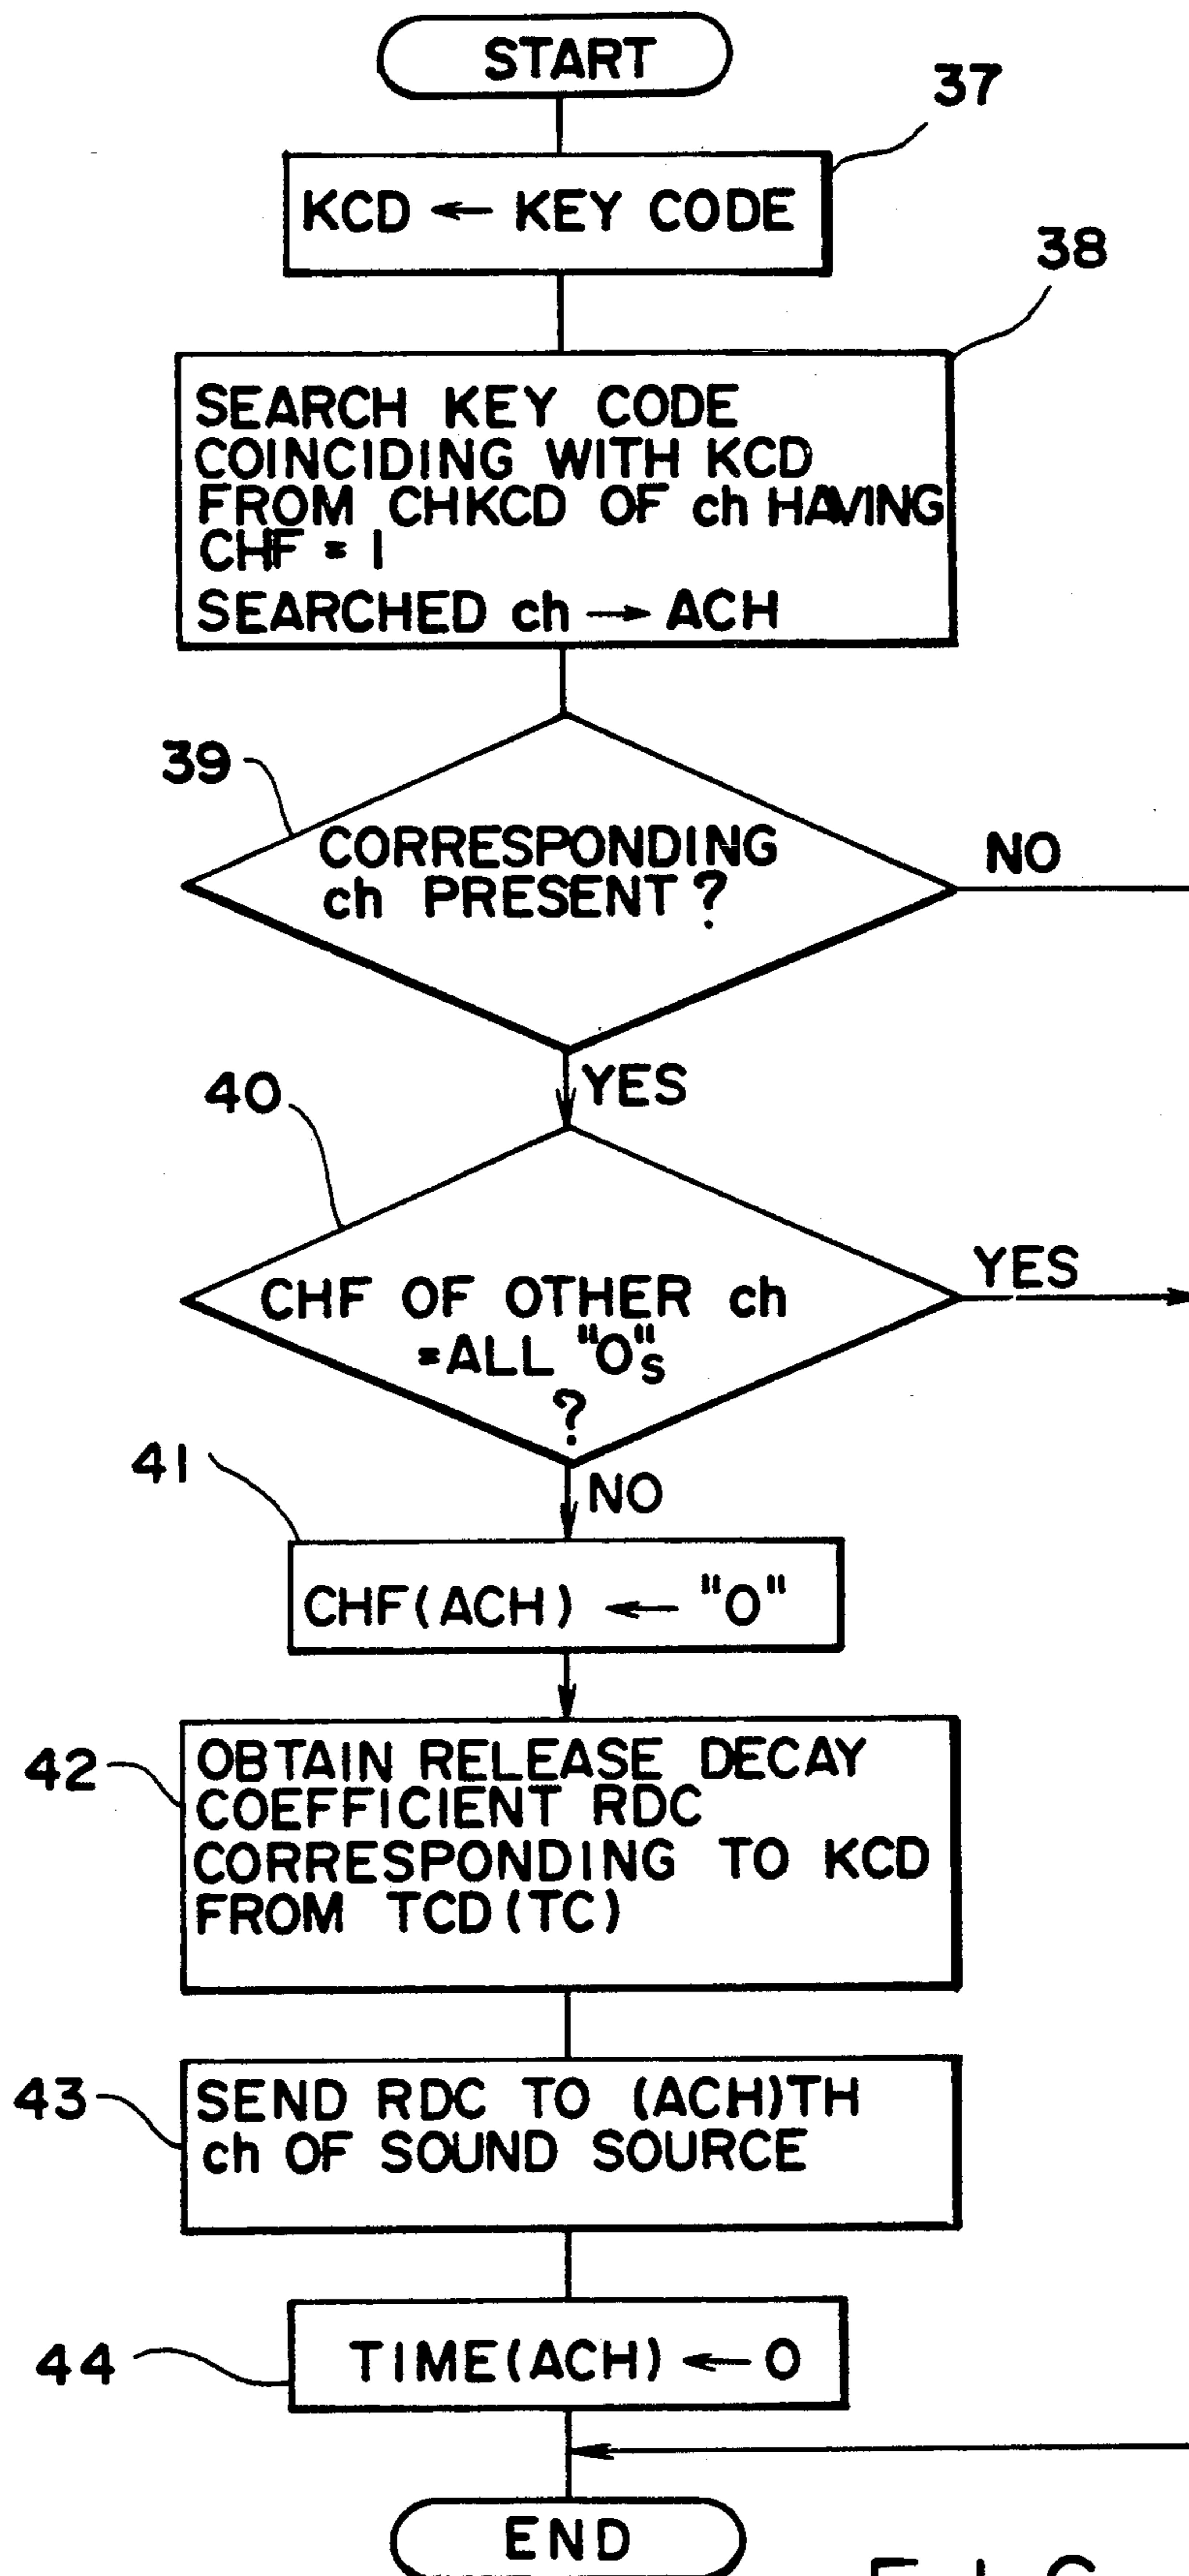 START
37
KCD ← KEY CODE
38
SEARCH KEY CODE
COINCIDING WITH KCD
FROM CHKCD OF ch HAVING
CHF = 1
SEARCHED ch → ACH
39
CORRESPONDING
ch PRESENT?
NO
YES
40
CHF OF OTHER ch
=ALL "0"s
?
YES
NO
41
CHF(ACH) ← "0"
42
OBTAIN RELEASE DECAY
COEFFICIENT RDC
CORRESPONDING TO KCD
FROM TCD(TC)
43
SEND RDC TO (ACH)TH
ch OF SOUND SOURCE
44
TIME(ACH) ← 0
END